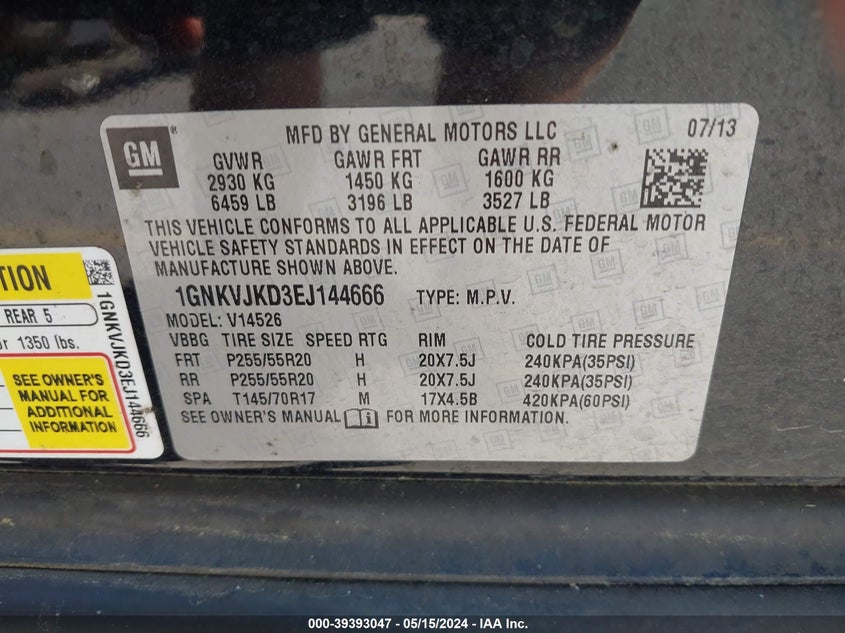 GM
MFD BY GENERAL MOTORS LLC 07/13
GVWR GAWR FRT GAWR RR
2930 KG 1450 KG 1600 KG
6459 LB 3196 LB 3527 LB
THIS VEHICLE CONFORMS TO ALL APPLICABLE U.S. FEDERAL MOTOR
VEHICLE SAFETY STANDARDS IN EFFECT ON THE DATE OF
MANUFACTURE SHOWN ABOVE.
1GNKVJKD3EJ144666 TYPE: M.P.V.
MODEL: V14526
VBBG TIRE SIZE SPEED RTG RIM COLD TIRE PRESSURE
FRT P255/55R20 H 20X7.5J 240KPA(35PSI)
RR P255/55R20 H 20X7.5J 240KPA(35PSI)
SPA T145/70R17 M 17X4.5B 420KPA(60PSI)
SEE OWNER'S MANUAL FOR MORE INFORMATION.
TION
REAR 5
or 1350 lbs.
SEE OWNER'S
MANUAL FOR
ADDITIONAL
INFORMATION
1GNKVJKD3EJ144666
000-39393047 - 05/15/2024 - IAA Inc.